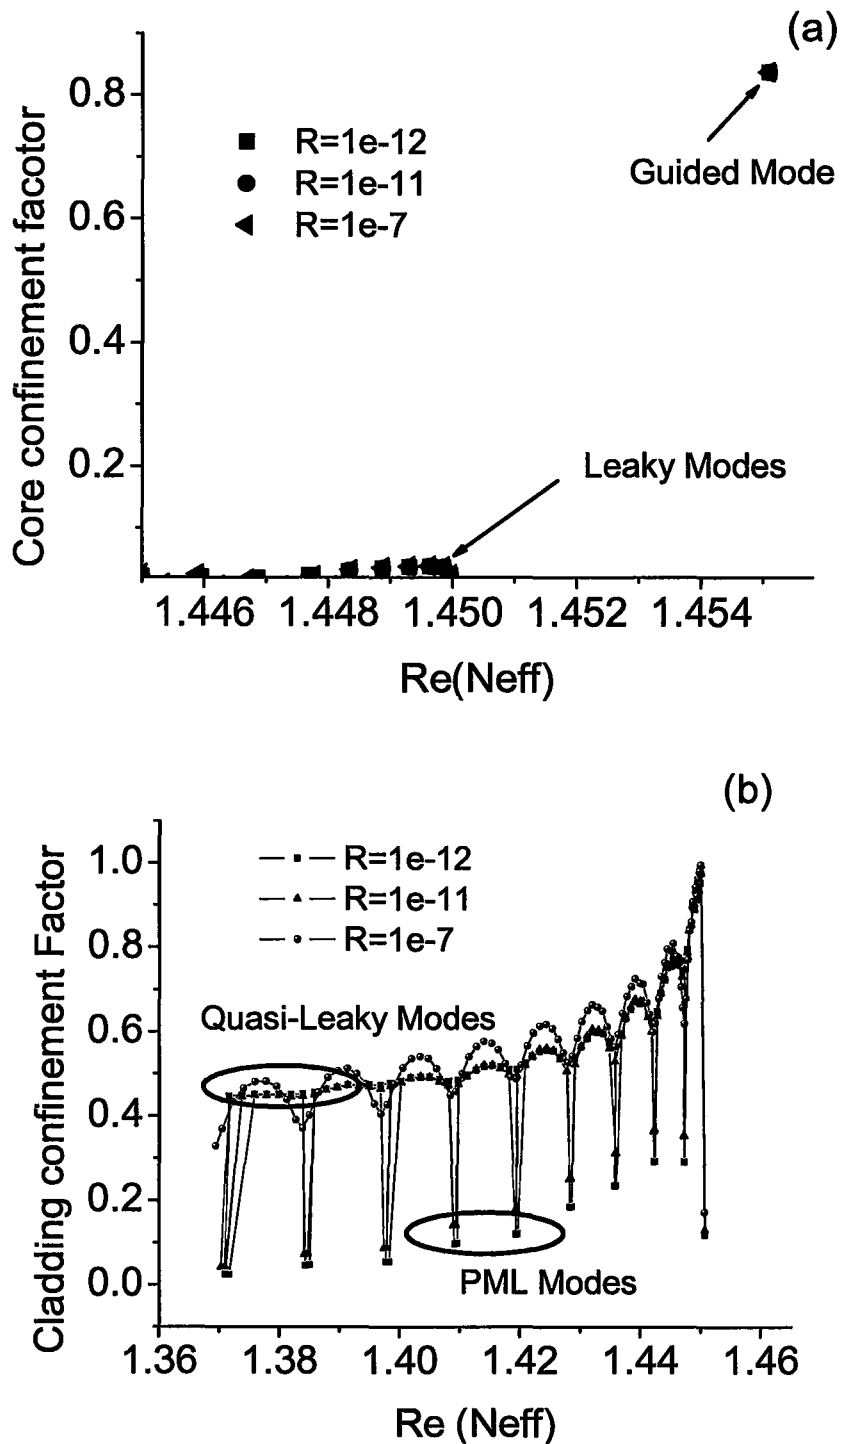 (a)
R=1e-12
R=1e-11
R=1e-7
Guided Mode
Leaky Modes
Core confinement facotor
0.8
0.6
0.4
0.2
1.446 1.448 1.450 1.452 1.454
Re(Neff)
(b)
R=1e-12
R=1e-11
R=1e-7
Quasi-Leaky Modes
PML Modes
Cladding confinement Factor
1.0
0.8
0.6
0.4
0.2
0.0
1.36 1.38 1.40 1.42 1.44 1.46
Re (Neff)